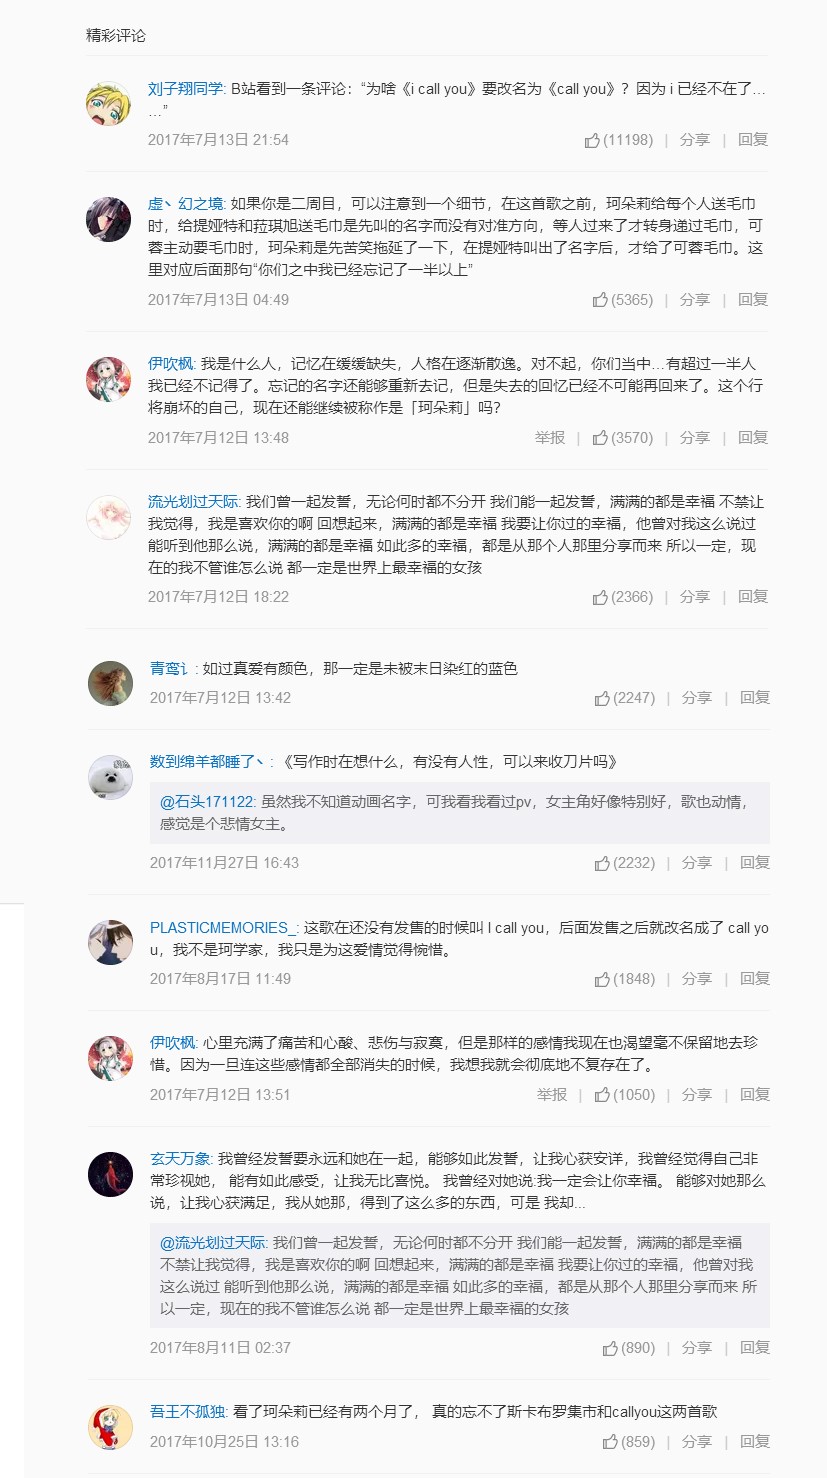 精彩评论
刘子翔同学: B站看到一条评论：“为啥《i call you》要改名为《call you》？因为 i 已经不在了…
…”
2017年7月13日 21:54 (11198) | 分享 | 回复
虚丶幻之境: 如果你是二周目，可以注意到一个细节，在这首歌之前，珂朵莉给每个人送毛巾
时，给提娅特和菈琪旭送毛巾是先叫的名字而没有对准方向，等人过来了才转身递过毛巾，可
蓉主动要毛巾时，珂朵莉是先苦笑拖延了一下，在提娅特叫出了名字后，才给了可蓉毛巾。这
里对应后面那句“你们之中我已经忘记了一半以上”
2017年7月13日 04:49 (5365) | 分享 | 回复
伊吹枫: 我是什么人，记忆在缓缓缺失，人格在逐渐散逸。对不起，你们当中…有超过一半人
我已经不记得了。忘记的名字还能够重新去记，但是失去的回忆已经不可能再回来了。这个行
将崩坏的自己，现在还能继续被称作是「珂朵莉」吗？
2017年7月12日 13:48 举报 | (3570) | 分享 | 回复
流光划过天际: 我们曾一起发誓，无论何时都不分开 我们能一起发誓，满满的都是幸福 不禁让
我觉得，我是喜欢你的啊 回想起来，满满的都是幸福 我要让你过的幸福，他曾对我这么说过
能听到他那么说，满满的都是幸福 如此多的幸福，都是从那个人那里分享而来 所以一定，现
在的我不管谁怎么说 都一定是世界上最幸福的女孩
2017年7月12日 18:22 (2366) | 分享 | 回复
青鸾讠: 如过真爱有颜色，那一定是未被末日染红的蓝色
2017年7月12日 13:42 (2247) | 分享 | 回复
数到绵羊都睡了丶: 《写作时在想什么，有没有人性，可以来收刀片吗》
@石头171122: 虽然我不知道动画名字，可我看我看过pv，女主角好像特别好，歌也动情，
感觉是个悲情女主。
2017年11月27日 16:43 (2232) | 分享 | 回复
PLASTICMEMORIES_: 这歌在还没有发售的时候叫 I call you，后面发售之后就改名成了 call yo
u，我不是珂学家，我只是为这爱情觉得惋惜。
2017年8月17日 11:49 (1848) | 分享 | 回复
伊吹枫: 心里充满了痛苦和心酸、悲伤与寂寞，但是那样的感情我现在也渴望毫不保留地去珍
惜。因为一旦连这些感情都全部消失的时候，我想我就会彻底地不复存在了。
2017年7月12日 13:51 举报 | (1050) | 分享 | 回复
玄天万象: 我曾经发誓要永远和她在一起，能够如此发誓，让我心获安详，我曾经觉得自己非
常珍视她， 能有如此感受，让我无比喜悦。 我曾经对她说:我一定会让你幸福。 能够对她那么
说，让我心获满足，我从她那，得到了这么多的东西，可是 我却...
@流光划过天际: 我们曾一起发誓，无论何时都不分开 我们能一起发誓，满满的都是幸福
不禁让我觉得，我是喜欢你的啊 回想起来，满满的都是幸福 我要让你过的幸福，他曾对我
这么说过 能听到他那么说，满满的都是幸福 如此多的幸福，都是从那个人那里分享而来 所
以一定，现在的我不管谁怎么说 都一定是世界上最幸福的女孩
2017年8月11日 02:37 (890) | 分享 | 回复
吾王不孤独: 看了珂朵莉已经有两个月了， 真的忘不了斯卡布罗集市和callyou这两首歌
2017年10月25日 13:16 (859) | 分享 | 回复